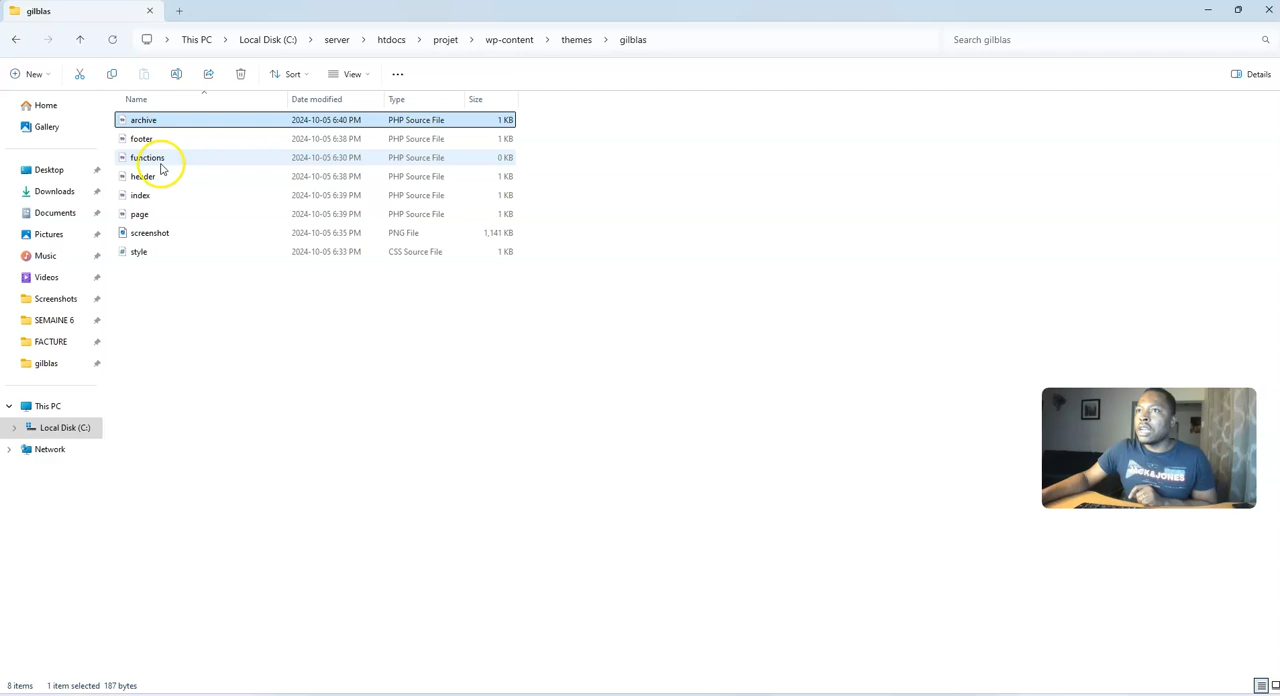 gilblas
This PC > Local Disk (C:) > server > htdocs > projet > wp-content > themes > gilblas
Search gilblas
New
Sort
View
Details
Name Date modified Type Size
archive 2024-10-05 6:40 PM PHP Source File 1 KB
footer 2024-10-05 6:38 PM PHP Source File 1 KB
functions 2024-10-05 6:30 PM PHP Source File 0 KB
header 2024-10-05 6:38 PM PHP Source File 1 KB
index 2024-10-05 6:39 PM PHP Source File 1 KB
page 2024-10-05 6:39 PM PHP Source File 1 KB
screenshot 2024-10-05 6:35 PM PNG File 1,141 KB
style 2024-10-05 6:33 PM CSS Source File 1 KB
Home
Gallery
Desktop
Downloads
Documents
Pictures
Music
Videos
Screenshots
SEMAINE 6
FACTURE
gilblas
This PC
Local Disk (C:)
Network
JACK&JONES
8 items 1 item selected 187 bytes